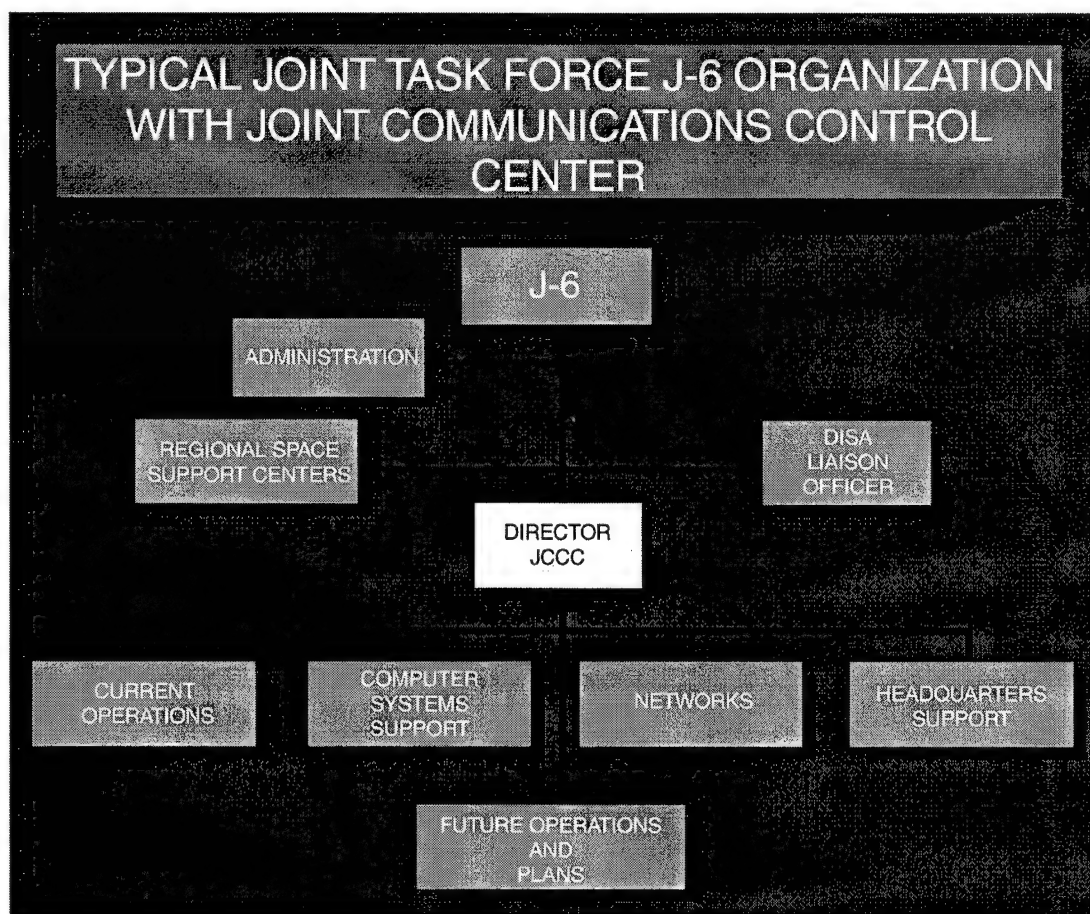 TYPICAL JOINT TASK FORCE J-6 ORGANIZATION
WITH JOINT COMMUNICATIONS CONTROL
CENTER
J-6
ADMINISTRATION
REGIONAL SPACE
SUPPORT CENTERS
DISA
LIAISON
OFFICER
DIRECTOR
JCCC
CURRENT
OPERATIONS
COMPUTER
SYSTEMS
SUPPORT
NETWORKS
HEADQUARTERS
SUPPORT
FUTURE OPERATIONS
AND
PLANS